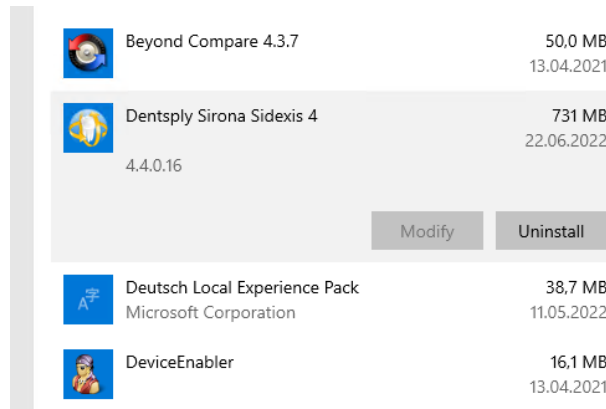 Beyond Compare 4.3.7 50,0 MB
13.04.2021
Dentsply Sirona Sidexis 4 731 MB
22.06.2022
4.4.0.16
Modify Uninstall
A字
Deutsch Local Experience Pack 38,7 MB
Microsoft Corporation 11.05.2022
DeviceEnabler 16,1 MB
13.04.2021